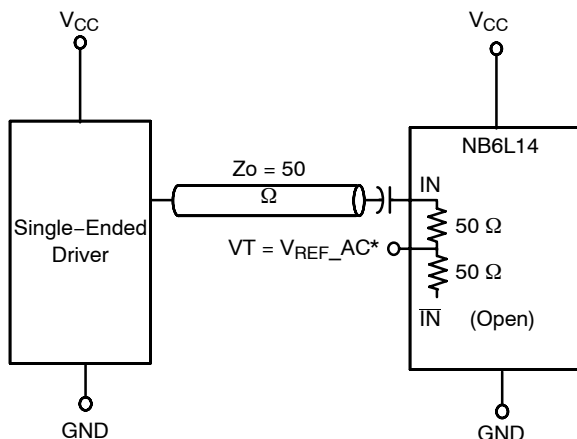 VCC
VCC
NB6L14
Zo = 50
Ω
IN
50 Ω
Single−Ended
Driver
VT = VREF_AC*
50 Ω
IN
(Open)
GND
GND